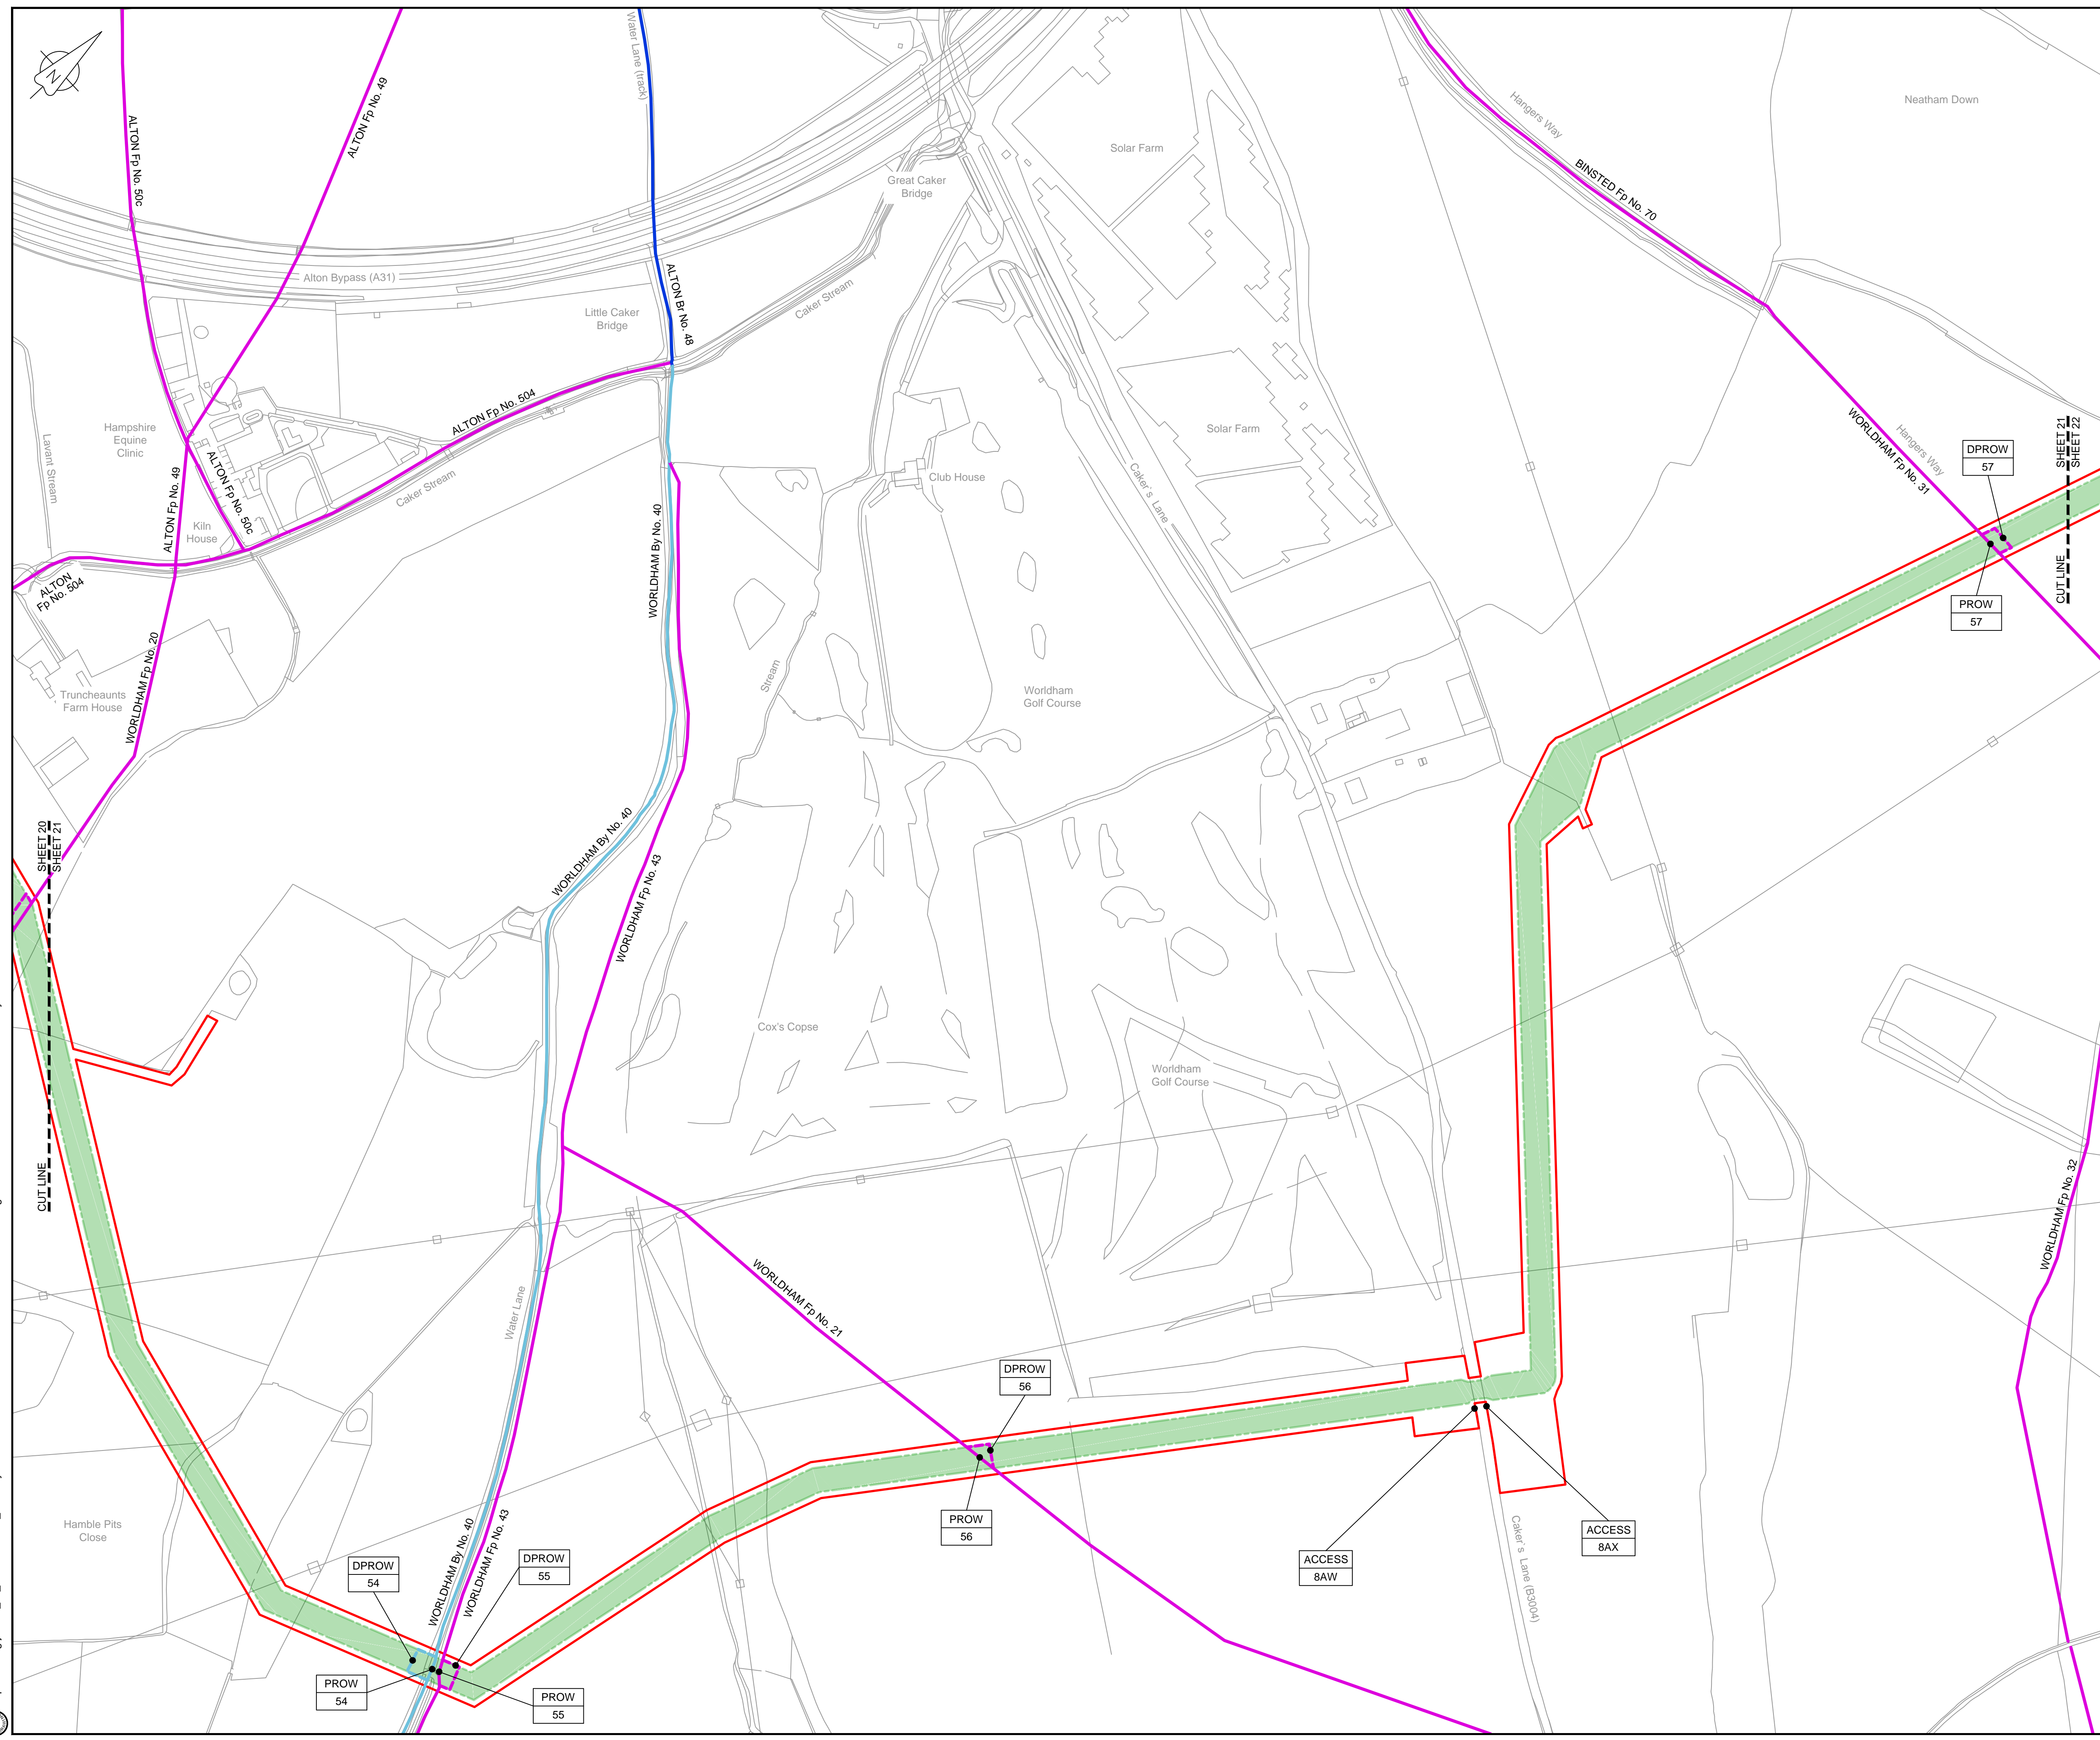 N
ALTON Fp No. 50c
ALTON Fp No. 49
Water Lane (track)
Alton Bypass (A31)
Little Caker
Bridge
ALTON Br No. 48
Caker Stream
Great Caker
Bridge
Solar Farm
Hangers Way
BINSTED Fp No. 70
Neatham Down
Lavant Stream
Hampshire
Equine
Clinic
ALTON Fp No. 49
ALTON Fp No. 50c
Kiln
House
ALTON Fp No. 504
Caker Stream
ALTON
Fp No. 504
WORLDHAM Fp No. 20
Truncheaunts
Farm House
WORLDHAM By No. 40
Club House
Stream
Worldham
Golf Course
Caker`s Lane
Solar Farm
WORLDHAM Fp No. 31
Hangers Way
DPROW
57
PROW
57
SHEET 21
SHEET 22
CUT LINE
SHEET 20
SHEET 21
CUT LINE
WORLDHAM By No. 40
WORLDHAM Fp No. 43
Cox's Copse
Worldham
Golf Course
WORLDHAM Fp No. 32
Water Lane
WORLDHAM Fp No. 21
DPROW
56
PROW
56
Hamble Pits
Close
DPROW
54
WORLDHAM By No. 40
WORLDHAM Fp No. 43
DPROW
55
PROW
54
PROW
55
ACCESS
8AW
ACCESS
8AX
Caker`s Lane (B3004)